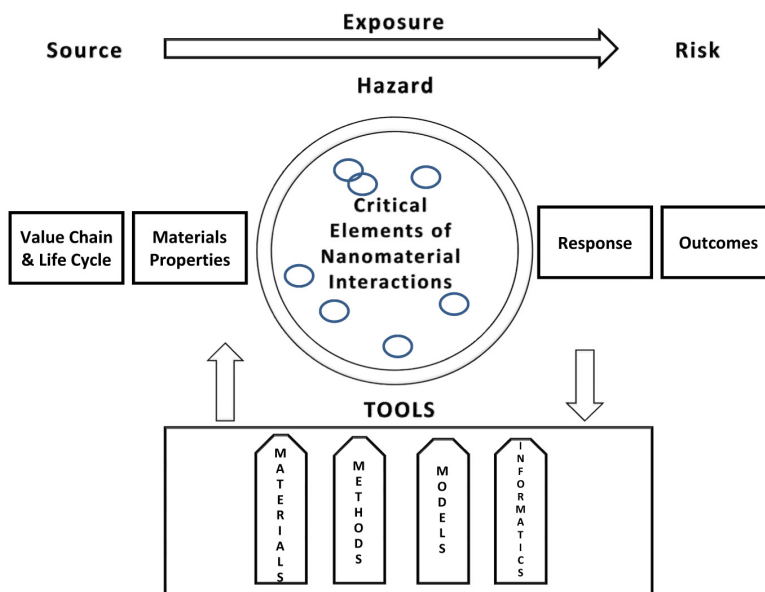 Exposure
Source
Risk
Hazard
Critical
Elements of
Nanomaterial
Interactions
Value Chain
& Life Cycle
Materials
Properties
Response
Outcomes
TOOLS
MATERIALS
METHODS
MODELS
INFORMATICS